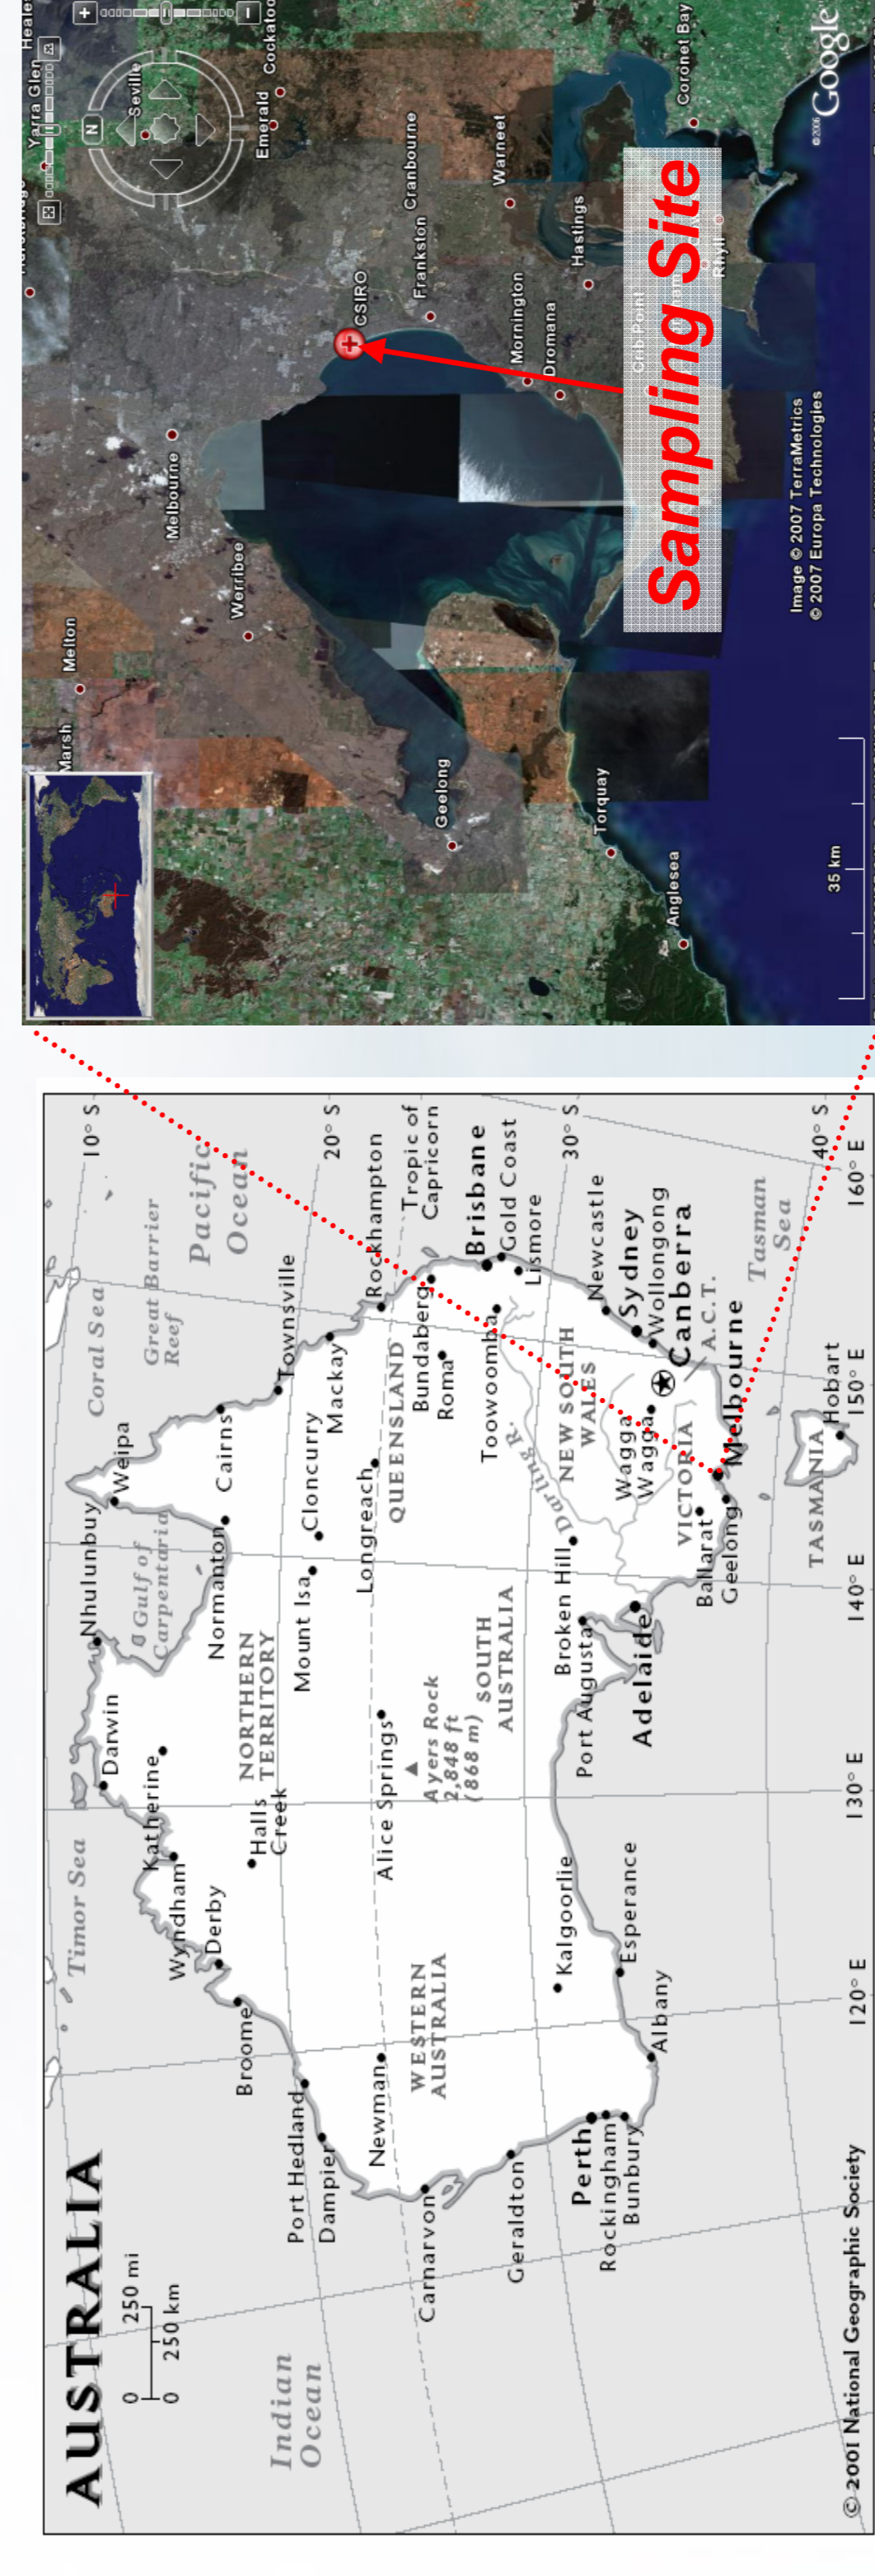 AUSTRALIA
0 250 mi
0 250 km
Indian
Ocean
Timor Sea
Coral Sea
Great Barrier
Reef
Pacific
Ocean
Gulf of
Carpentaria
Tasman
Sea
10° S
20° S
Tropic of
Capricorn
30° S
40° S
120° E
130° E
140° E
150° E
160° E
Darwin
Nhulunbuy
Weipa
Katherine
Wyndham
Derby
Broome
Halls
Creek
Port Hedland
Dampier
Newman
Carnarvon
Geraldton
Perth
Rockingham
Bunbury
Albany
Esperance
Kalgoorlie
WESTERN
AUSTRALIA
NORTHERN
TERRITORY
Alice Springs
Ayers Rock
2,848 ft
(868 m)
SOUTH
AUSTRALIA
Normanton
Cairns
Townsville
Mount Isa
Cloncurry
Mackay
Rockhampton
Longreach
QUEENSLAND
Bundaberg
Roma
Toowoomba
Brisbane
Gold Coast
Lismore
Darling R.
NEW SOUTH
WALES
Broken Hill
Port Augusta
Adelaide
Newcastle
Sydney
Wollongong
Canberra
A.C.T.
Wagga
Wagga
VICTORIA
Ballarat
Geelong
Melbourne
TASMANIA
Hobart
© 2001 National Geographic Society
Marsh
Melton
Yarra Glen
Seville
N
Emerald
Cockatoo
Melbourne
Werribee
CSIRO
Cranbourne
Frankston
Geelong
Mornington
Warneet
Dromana
Hastings
Torquay
Crib Point
Sampling Site
Rhyll
Coronet Bay
Anglesea
Image © 2007 TerraMetrics
© 2007 Europa Technologies
35 km
©2006 Google